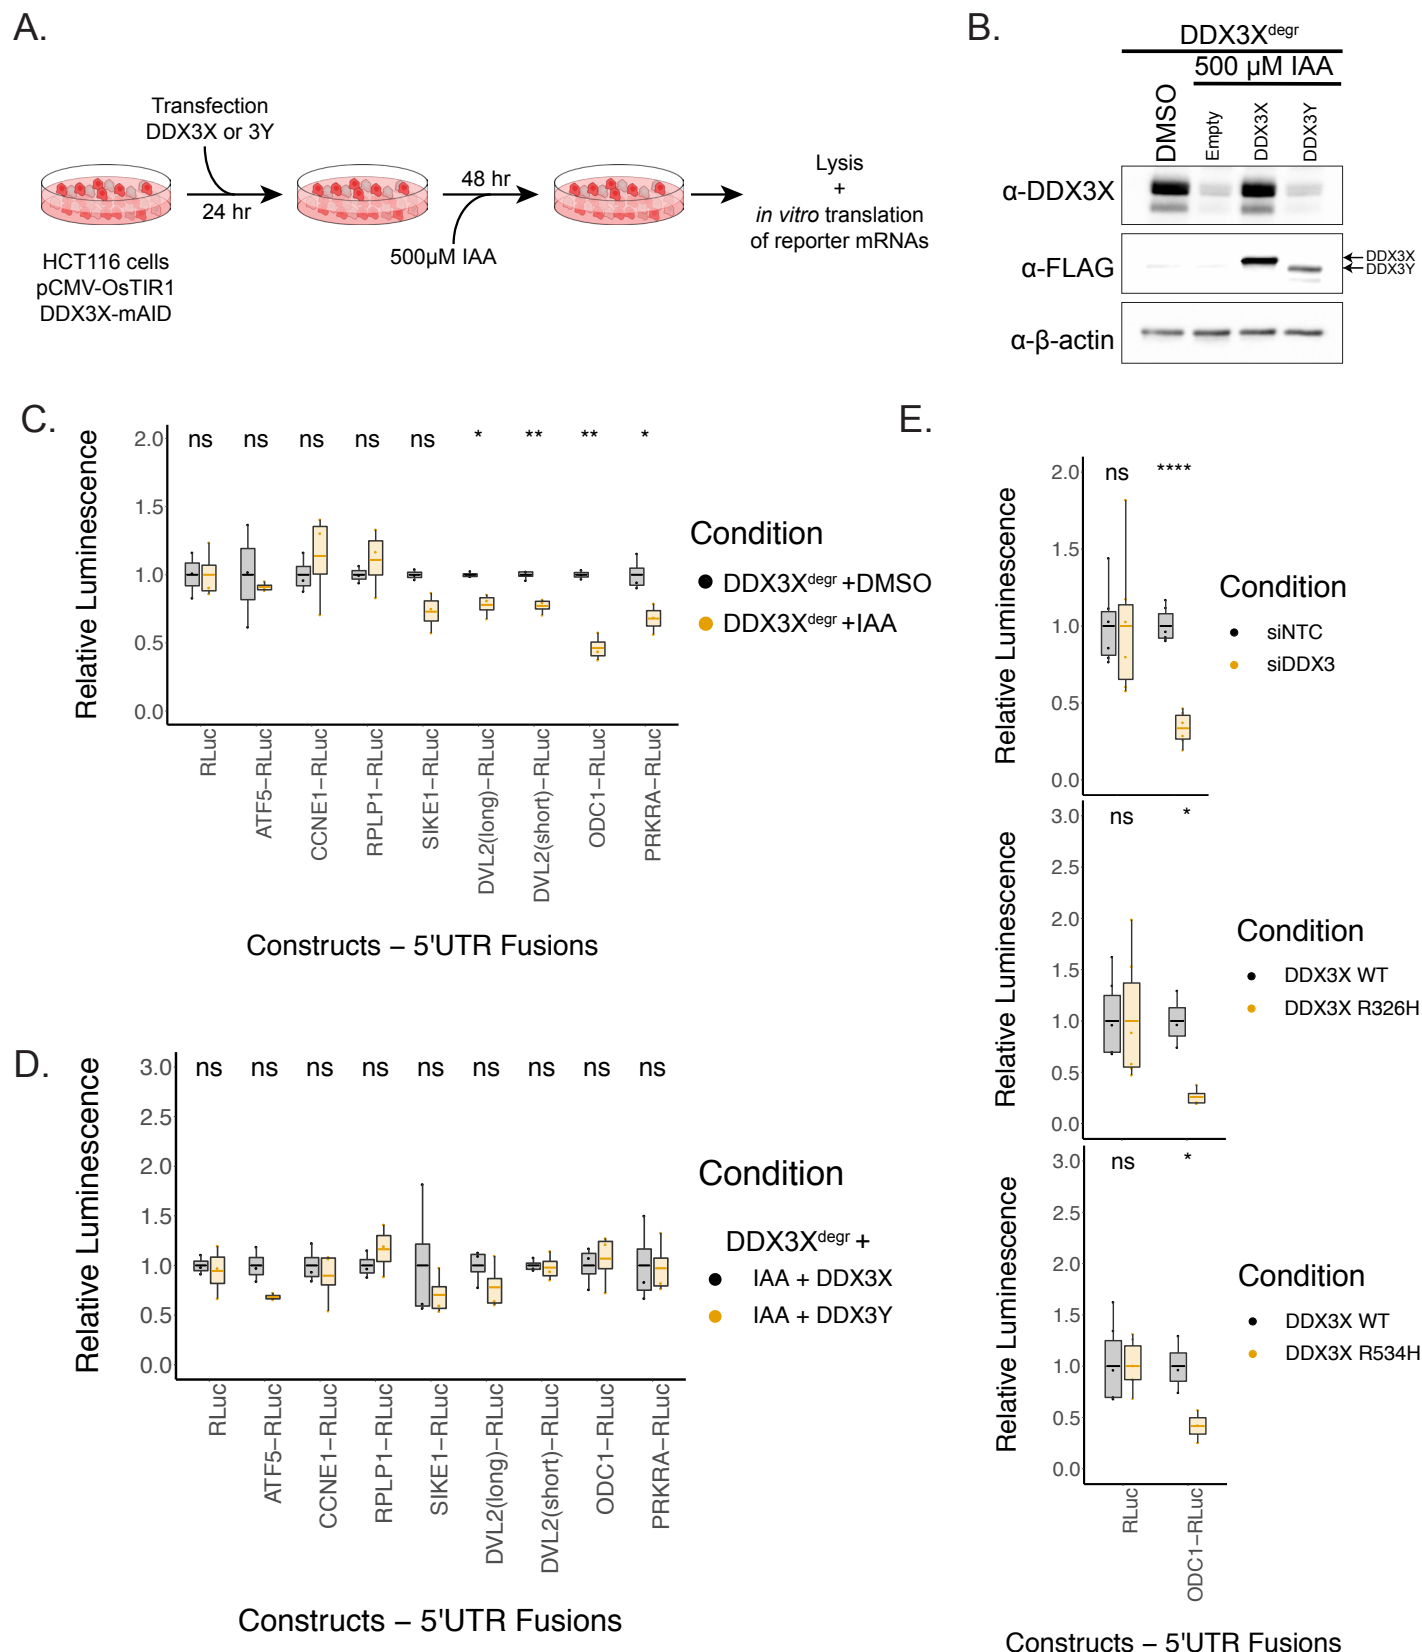 A.
Transfection
DDX3X or 3Y
24 hr
48 hr
500µM IAA
HCT116 cells
pCMV-OsTIR1
DDX3X-mAID
Lysis
+
in vitro translation
of reporter mRNAs
B.
DDX3Xdegr
500 µM IAA
DMSO
Empty
DDX3X
DDX3Y
α-DDX3X
α-FLAG
DDX3X
DDX3Y
α-β-actin
C.
Relative Luminescence
2.0
1.5
1.0
0.5
0.0
ns ns ns ns ns * ** ** *
RLuc
ATF5−RLuc
CCNE1−RLuc
RPLP1−RLuc
SIKE1−RLuc
DVL2(long)−RLuc
DVL2(short)−RLuc
ODC1−RLuc
PRKRA−RLuc
Constructs − 5'UTR Fusions
Condition
DDX3Xdegr +DMSO
DDX3Xdegr +IAA
D.
Relative Luminescence
3.0
2.5
2.0
1.5
1.0
0.5
0.0
ns ns ns ns ns ns ns ns ns
RLuc
ATF5−RLuc
CCNE1−RLuc
RPLP1−RLuc
SIKE1−RLuc
DVL2(long)−RLuc
DVL2(short)−RLuc
ODC1−RLuc
PRKRA−RLuc
Constructs − 5'UTR Fusions
Condition
DDX3Xdegr +
IAA + DDX3X
IAA + DDX3Y
E.
Relative Luminescence
2.0
1.5
1.0
0.5
0.0
ns ****
Condition
siNTC
siDDX3
Relative Luminescence
3.0
2.5
2.0
1.5
1.0
0.5
0.0
ns *
Condition
DDX3X WT
DDX3X R326H
Relative Luminescence
3.0
2.5
2.0
1.5
1.0
0.5
0.0
ns *
Condition
DDX3X WT
DDX3X R534H
RLuc
ODC1−RLuc
Constructs − 5'UTR Fusions